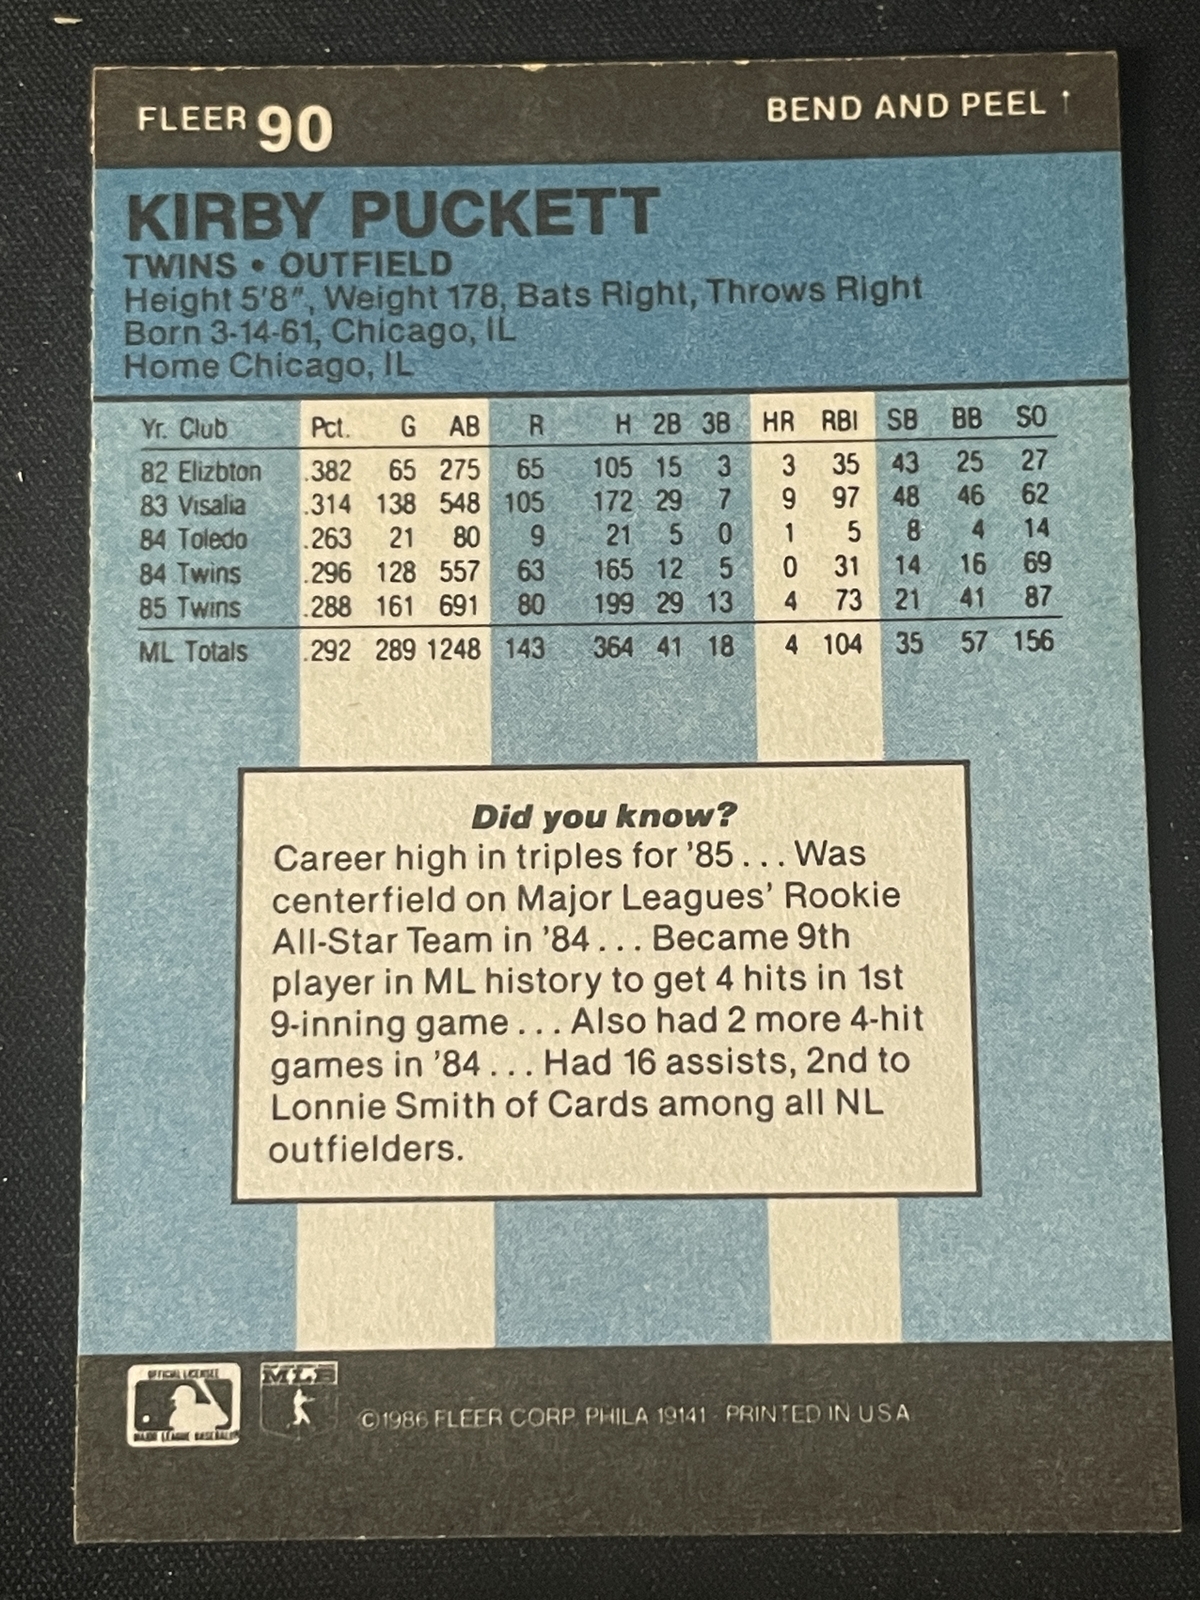 FLEER 90 BEND AND PEEL ↑
KIRBY PUCKETT
TWINS • OUTFIELD
Height 5'8", Weight 178, Bats Right, Throws Right
Born 3-14-61, Chicago, IL
Home Chicago, IL
Yr. Club Pct. G AB R H 2B 3B HR RBI SB BB SO
82 Elizbton .382 65 275 65 105 15 3 3 35 43 25 27
83 Visalia .314 138 548 105 172 29 7 9 97 48 46 62
84 Toledo .263 21 80 9 21 5 0 1 5 8 4 14
84 Twins .296 128 557 63 165 12 5 0 31 14 16 69
85 Twins .288 161 691 80 199 29 13 4 73 21 41 87
ML Totals .292 289 1248 143 364 41 18 4 104 35 57 156
Did you know?
Career high in triples for '85 . . . Was
centerfield on Major Leagues' Rookie
All-Star Team in '84 . . . Became 9th
player in ML history to get 4 hits in 1st
9-inning game . . . Also had 2 more 4-hit
games in '84 . . . Had 16 assists, 2nd to
Lonnie Smith of Cards among all NL
outfielders.
OFFICIAL LICENSEE
MAJOR LEAGUE BASEBALL
MLB
©1986 FLEER CORP. PHILA 19141 - PRINTED IN U S A